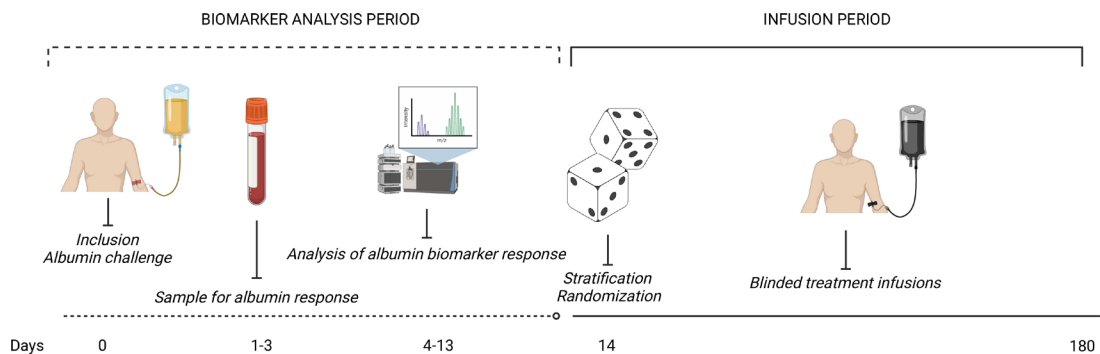 BIOMARKER ANALYSIS PERIOD
INFUSION PERIOD
Intensity
m/z
Inclusion
Albumin challenge
Sample for albumin response
Analysis of albumin biomarker response
Stratification
Randomization
Blinded treatment infusions
Days 0 1-3 4-13 14 180